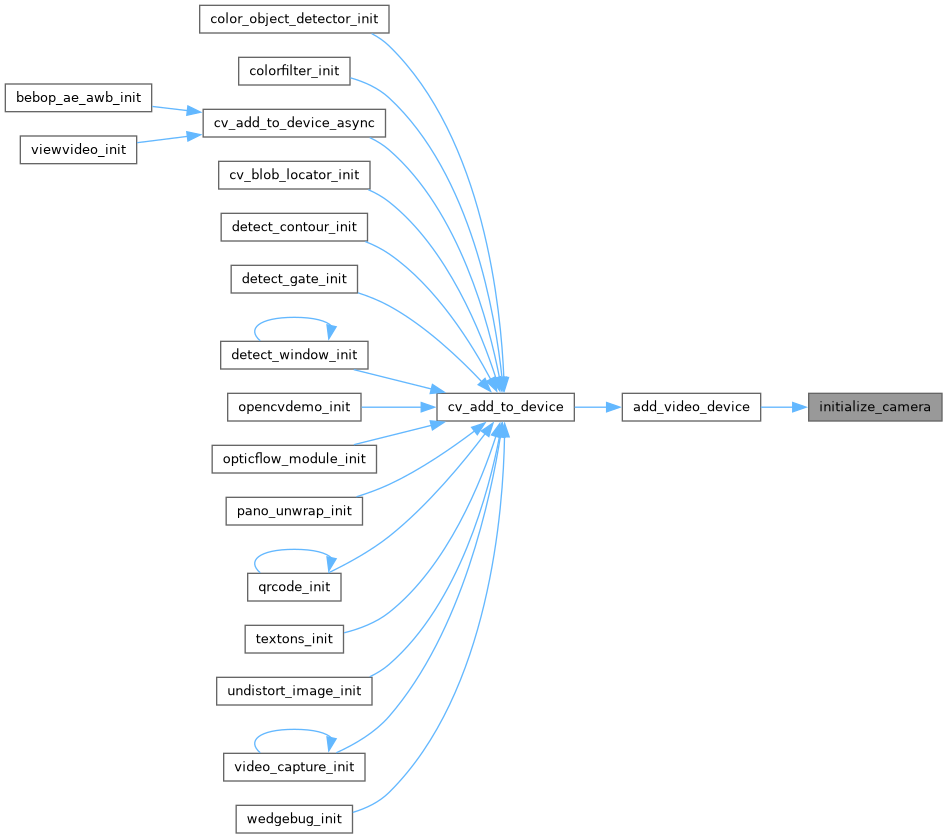 color_object_detector_init
colorfilter_init
bebop_ae_awb_init
cv_add_to_device_async
viewvideo_init
cv_blob_locator_init
detect_contour_init
detect_gate_init
detect_window_init
opencvdemo_init
cv_add_to_device
add_video_device
initialize_camera
opticflow_module_init
pano_unwrap_init
qrcode_init
textons_init
undistort_image_init
video_capture_init
wedgebug_init